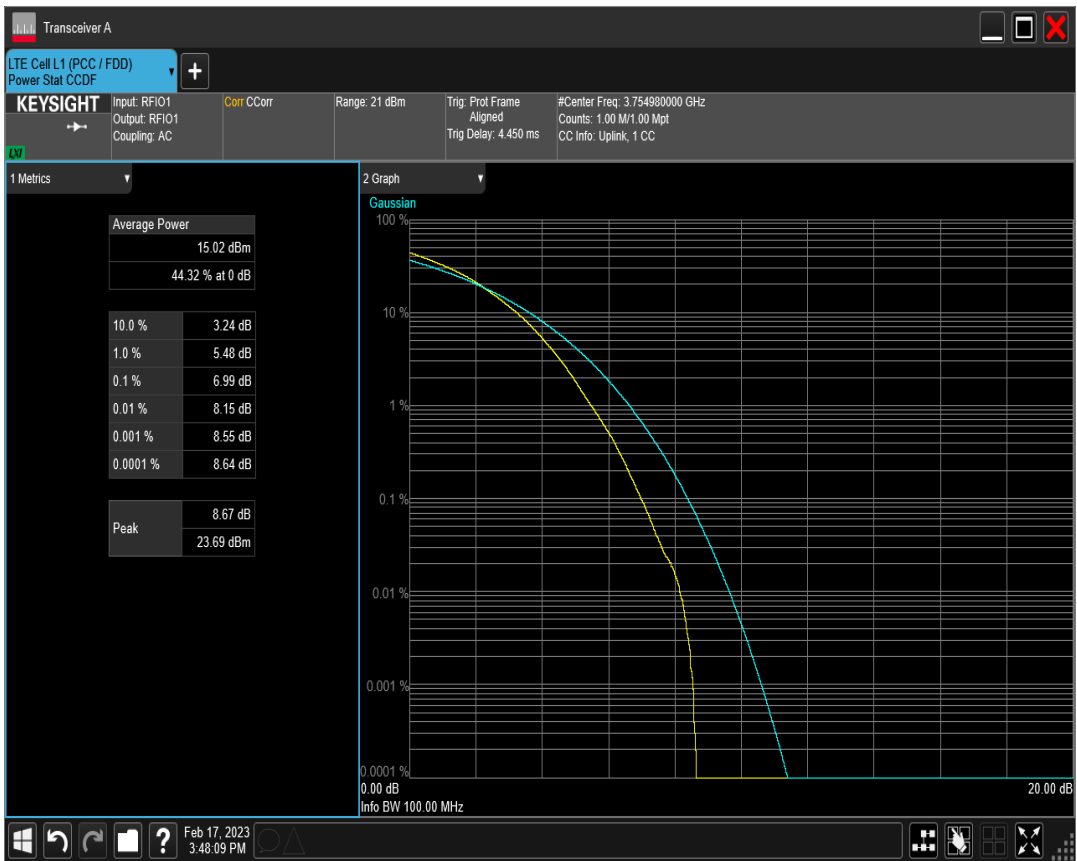 Transceiver A
LTE Cell L1 (PCC / FDD)
Power Stat CCDF
+
KEYSIGHT
LXI
Input: RFIO1
Output: RFIO1
Coupling: AC
Corr CCorr
Range: 21 dBm
Trig: Prot Frame
Aligned
Trig Delay: 4.450 ms
#Center Freq: 3.754980000 GHz
Counts: 1.00 M/1.00 Mpt
CC Info: Uplink, 1 CC
1 Metrics
Average Power
15.02 dBm
44.32 % at 0 dB
10.0 % 3.24 dB
1.0 % 5.48 dB
0.1 % 6.99 dB
0.01 % 8.15 dB
0.001 % 8.55 dB
0.0001 % 8.64 dB
Peak
8.67 dB
23.69 dBm
2 Graph
Gaussian
100 %
10 %
1 %
0.1 %
0.01 %
0.001 %
0.0001 %
0.00 dB 20.00 dB
Info BW 100.00 MHz
?
Feb 17, 2023
3:48:09 PM